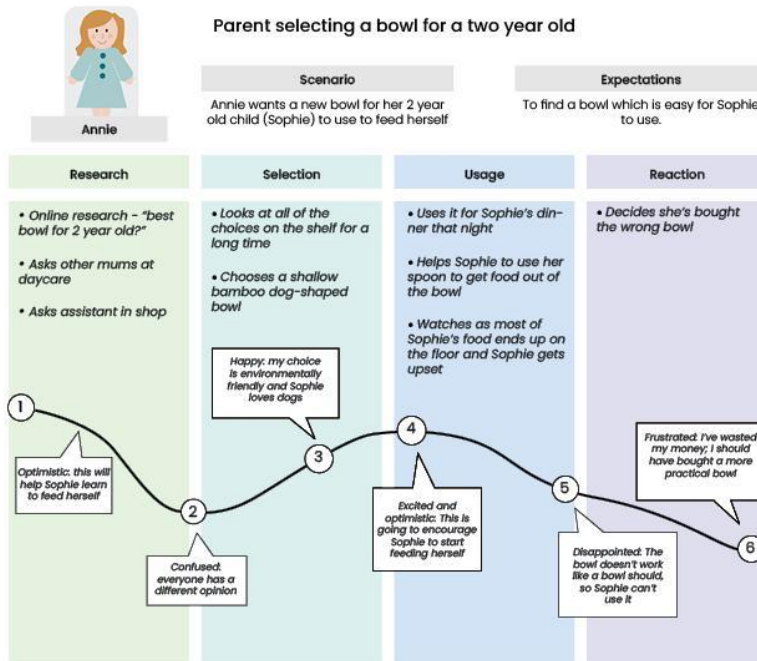 Parent selecting a bowl for a two year old
Annie
Scenario
Annie wants a new bowl for her 2 year
old child (Sophie) to use to feed herself
Expectations
To find a bowl which is easy for Sophie
to use.
Research
• Online research - “best
bowl for 2 year old?”
• Asks other mums at
daycare
• Asks assistant in shop
Selection
• Looks at all of the
choices on the shelf for a
long time
• Chooses a shallow
bamboo dog-shaped
bowl
Usage
• Uses it for Sophie's din-
ner that night
• Helps Sophie to use her
spoon to get food out of
the bowl
• Watches as most of
Sophie's food ends up on
the floor and Sophie gets
upset
Reaction
• Decides she's bought
the wrong bowl
1
Optimistic: this will
help Sophie learn
to feed herself
2
Confused:
everyone has a
different opinion
Happy: my choice
is environmentally
friendly and Sophie
loves dogs
3
4
Excited and
optimistic: This is
going to encourage
Sophie to start
feeding herself
5
Disappointed: The
bowl doesn't work
like a bowl should,
so Sophie can't
use it
Frustrated: I've wasted
my money; I should
have bought a more
practical bowl
6